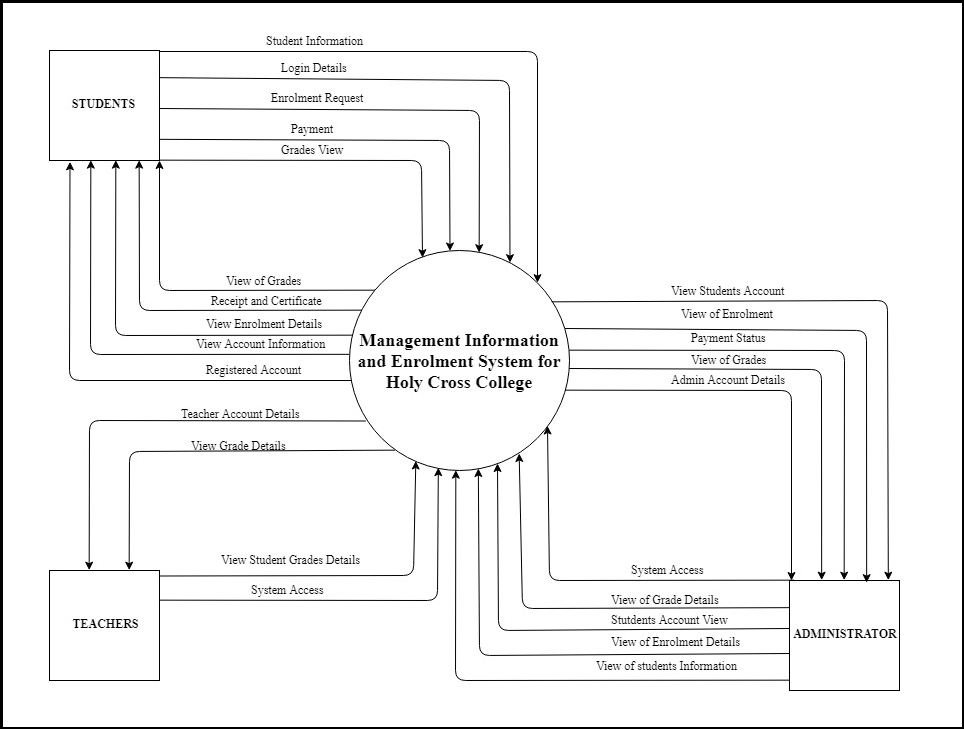 Student Information
Login Details
STUDENTS
Enrolment Request
Payment
Grades View
View of Grades
Receipt and Certificate
View Enrolment Details
View Account Information
Registered Account
Management Information
and Enrolment System for
Holy Cross College
View Students Account
View of Enrolment
Payment Status
View of Grades
Admin Account Details
Teacher Account Details
View Grade Details
View Student Grades Details
System Access
TEACHERS
System Access
View of Grade Details
Stutdents Account View
View of Enrolment Details
View of students Information
ADMINISTRATOR